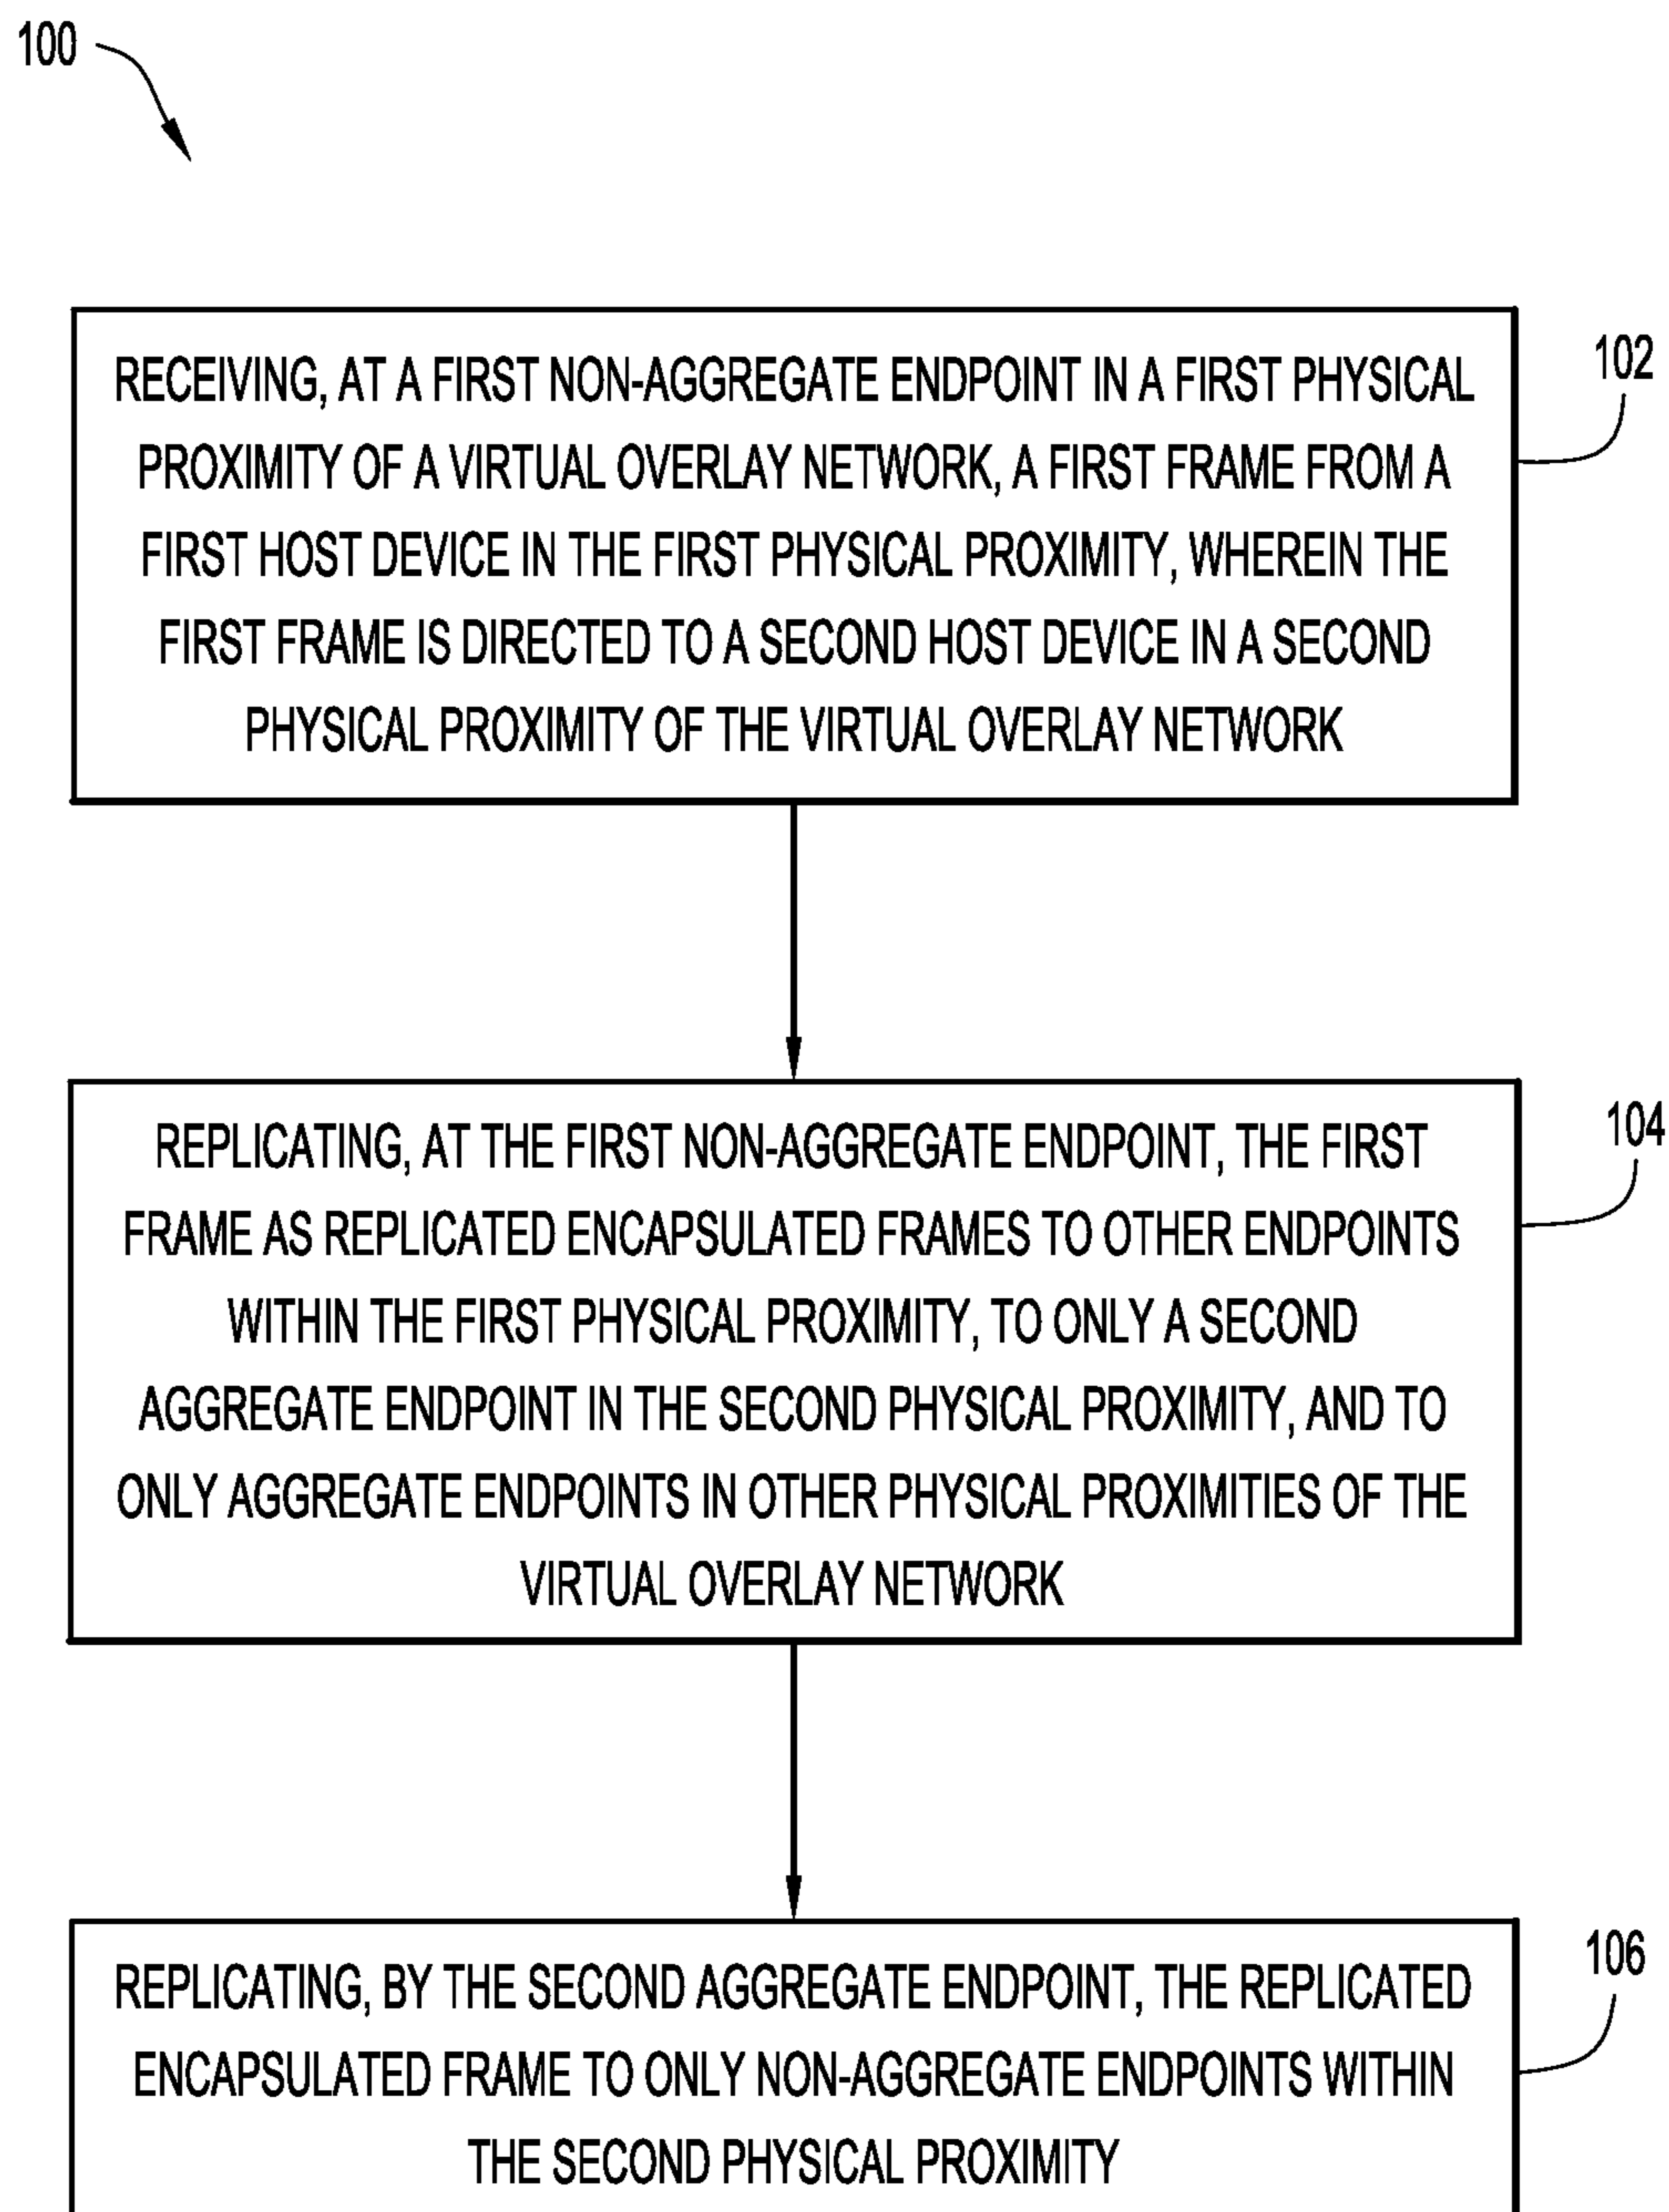 100
RECEIVING, AT A FIRST NON-AGGREGATE ENDPOINT IN A FIRST PHYSICAL
PROXIMITY OF A VIRTUAL OVERLAY NETWORK, A FIRST FRAME FROM A
FIRST HOST DEVICE IN THE FIRST PHYSICAL PROXIMITY, WHEREIN THE
FIRST FRAME IS DIRECTED TO A SECOND HOST DEVICE IN A SECOND
PHYSICAL PROXIMITY OF THE VIRTUAL OVERLAY NETWORK
102
REPLICATING, AT THE FIRST NON-AGGREGATE ENDPOINT, THE FIRST
FRAME AS REPLICATED ENCAPSULATED FRAMES TO OTHER ENDPOINTS
WITHIN THE FIRST PHYSICAL PROXIMITY, TO ONLY A SECOND
AGGREGATE ENDPOINT IN THE SECOND PHYSICAL PROXIMITY, AND TO
ONLY AGGREGATE ENDPOINTS IN OTHER PHYSICAL PROXIMITIES OF THE
VIRTUAL OVERLAY NETWORK
104
REPLICATING, BY THE SECOND AGGREGATE ENDPOINT, THE REPLICATED
ENCAPSULATED FRAME TO ONLY NON-AGGREGATE ENDPOINTS WITHIN
THE SECOND PHYSICAL PROXIMITY
106